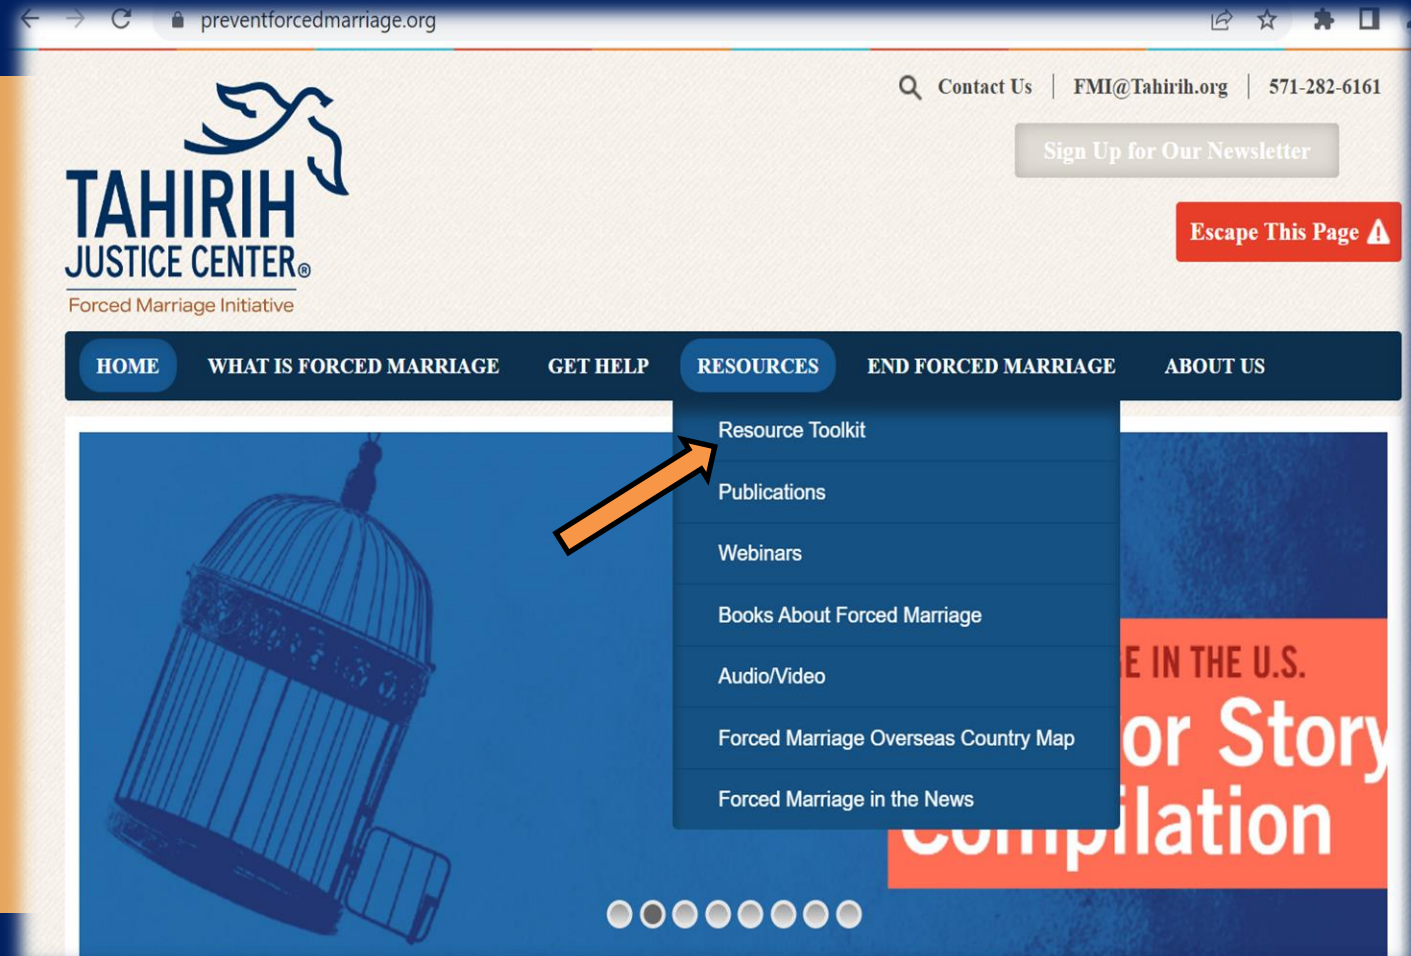 preventforcedmarriage.org
Contact Us | FMI@Tahirih.org | 571-282-6161
Sign Up for Our Newsletter
Escape This Page
TAHIRIH
JUSTICE CENTER®
Forced Marriage Initiative
HOME WHAT IS FORCED MARRIAGE GET HELP RESOURCES END FORCED MARRIAGE ABOUT US
Resource Toolkit
Publications
Webinars
Books About Forced Marriage
Audio/Video
Forced Marriage Overseas Country Map
Forced Marriage in the News
IN THE U.S.
Story